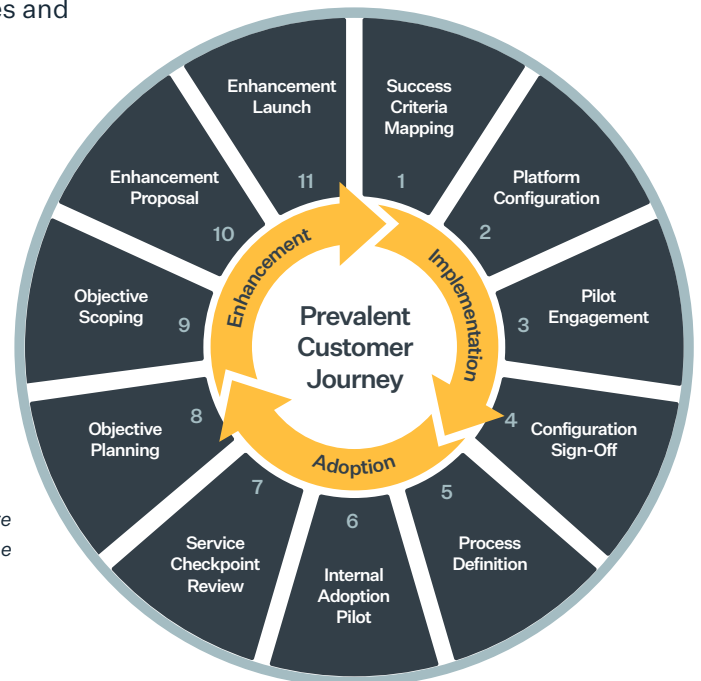 es and
Success
Criteria
Mapping
1
Platform
Configuration
2
Pilot
Engagement
3
Configuration
Sign-Off
4
Process
Definition
5
Internal
Adoption
Pilot
6
Service
Checkpoint
Review
7
Objective
Planning
8
Objective
Scoping
9
Enhancement
Proposal
10
Enhancement
Launch
11
Implementation
Adoption
Enhancement
Prevalent
Customer
Journey
e